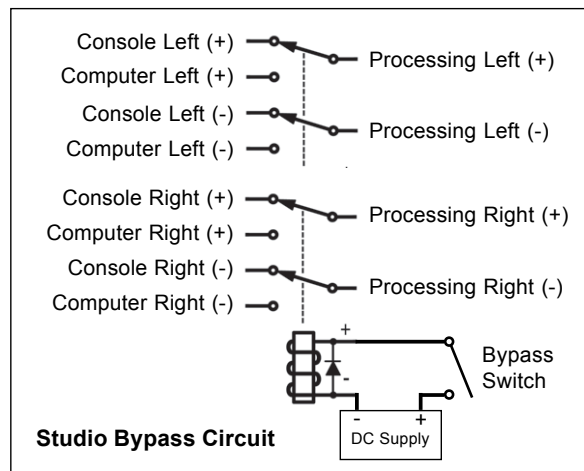 Console Left (+)
Processing Left (+)
Computer Left (+)
Console Left (-)
Processing Left (-)
Computer Left (-)
Console Right (+)
Processing Right (+)
Computer Right (+)
Console Right (-)
Processing Right (-)
Computer Right (-)
+
-
Bypass
Switch
- +
DC Supply
Studio Bypass Circuit